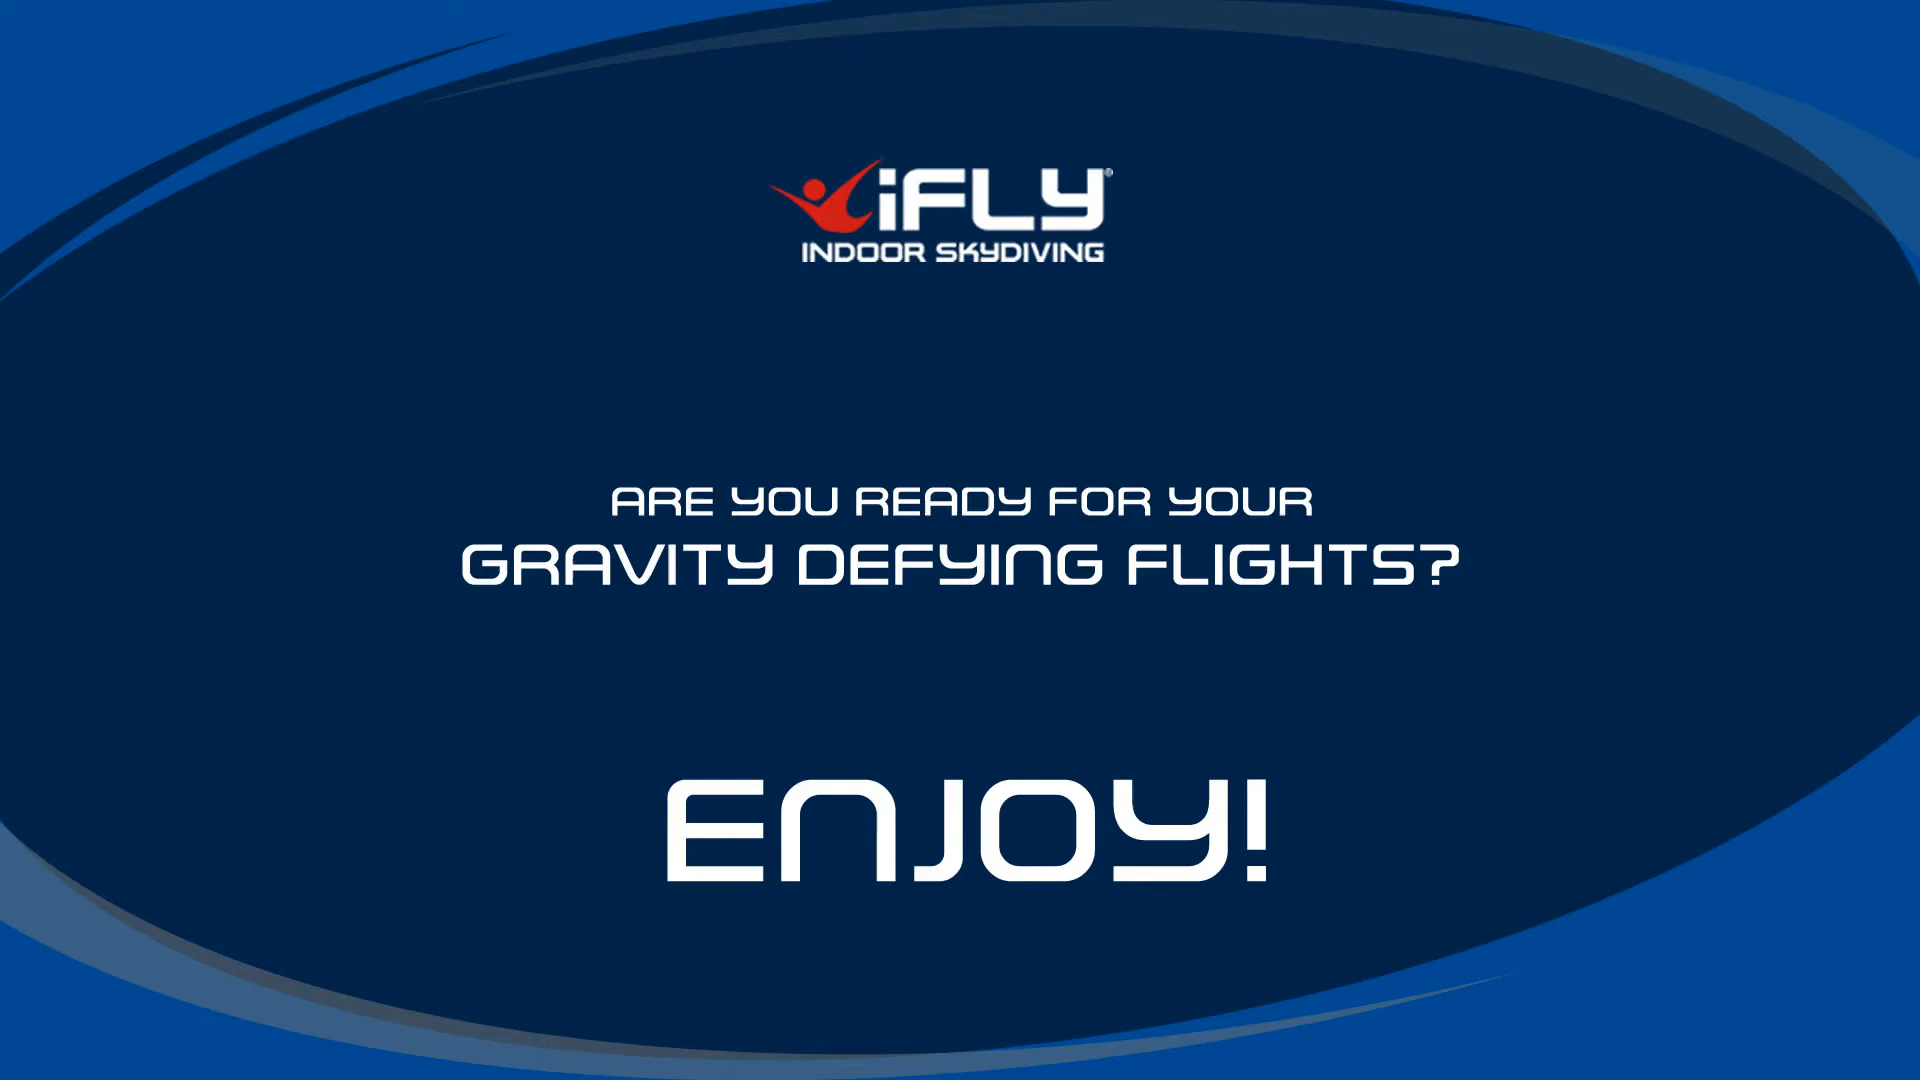 iFLY®
INDOOR SKYDIVING
ARE YOU READY FOR YOUR
GRAVITY DEFYING FLIGHTS?
ENJOY!